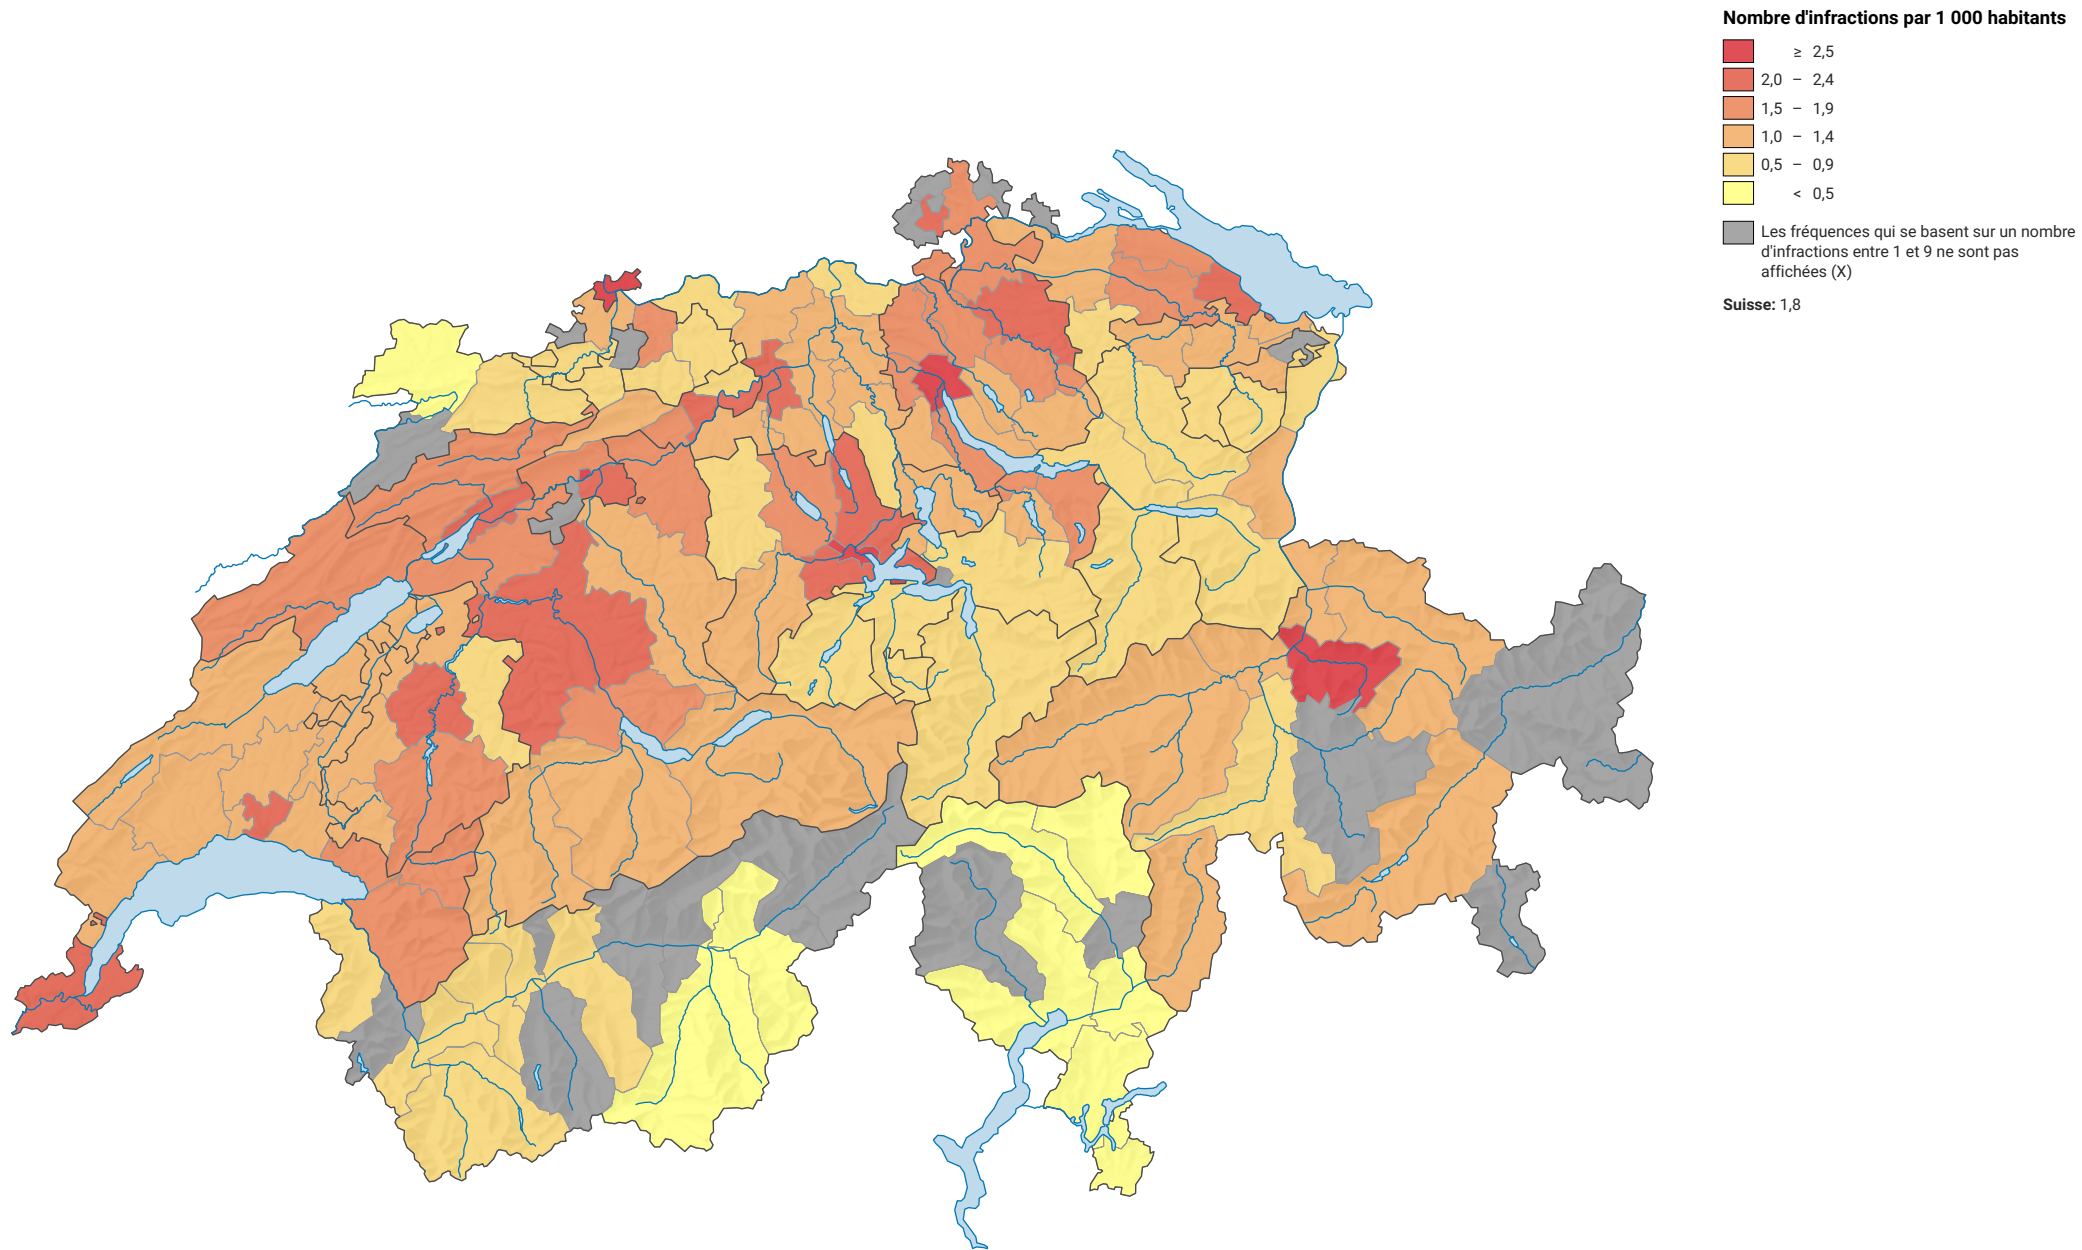 Nombre d'infractions par 1 000 habitants
≥ 2,5
2,0 – 2,4
1,5 – 1,9
1,0 – 1,4
0,5 – 0,9
< 0,5
Les fréquences qui se basent sur un nombre
d'infractions entre 1 et 9 ne sont pas
affichées (X)
Suisse: 1,8